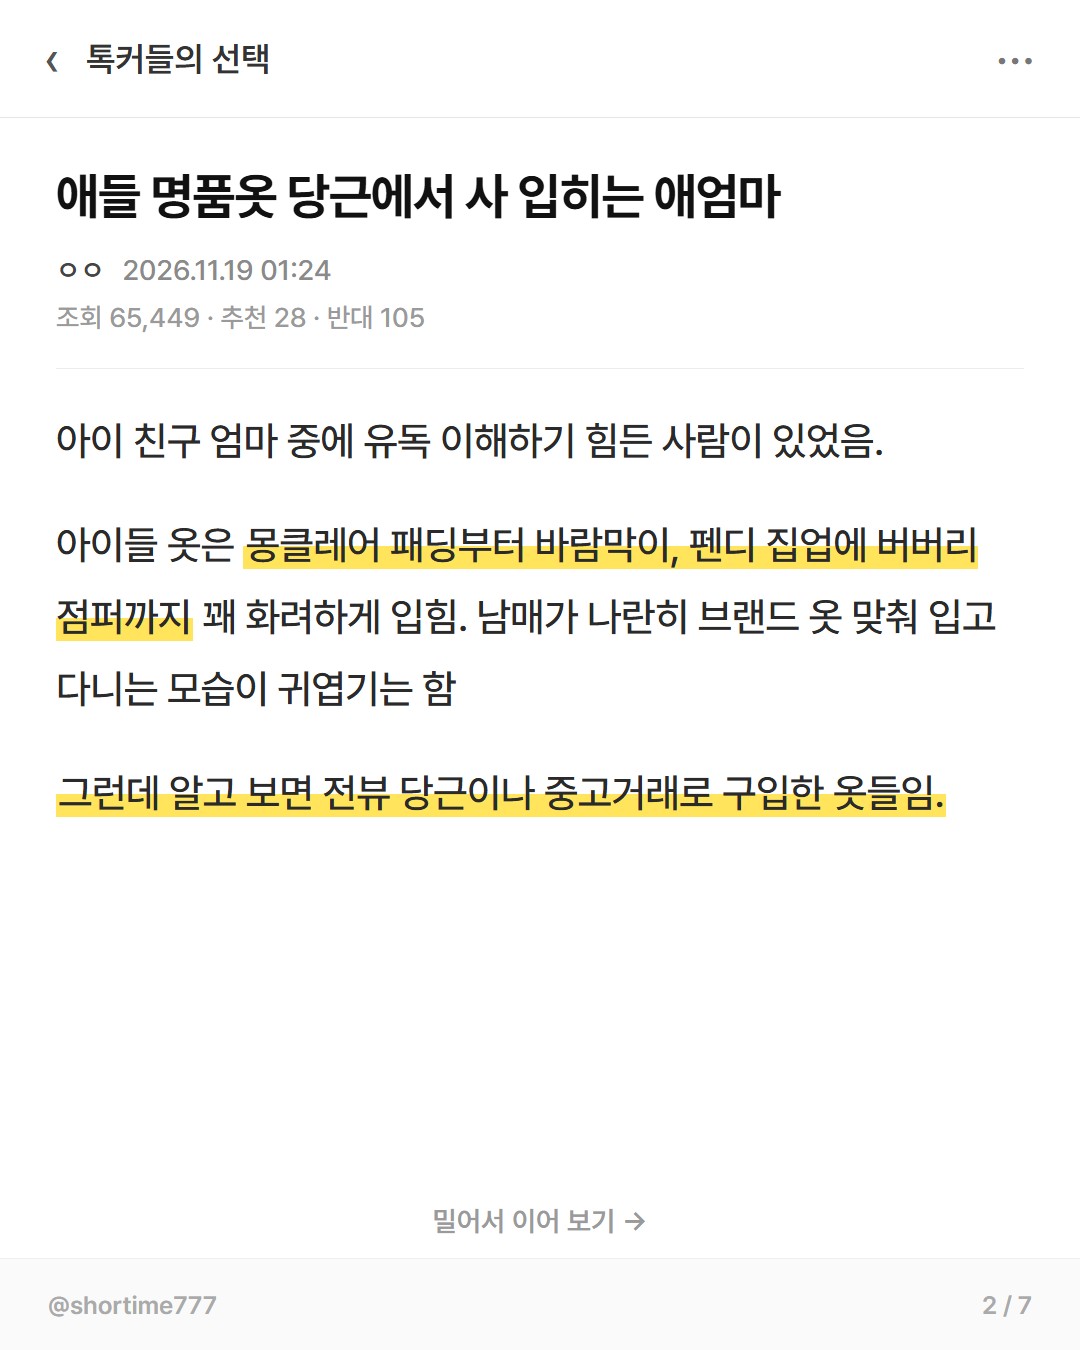 톡커들의 선택
애들 명품옷 당근에서 사 입히는 애엄마
ㅇㅇ 2026.11.19 01:24
조회 65,449 · 추천 28 · 반대 105
아이 친구 엄마 중에 유독 이해하기 힘든 사람이 있었음.
아이들 옷은 몽클레어 패딩부터 바람막이, 펜디 집업에 버버리
점퍼까지 꽤 화려하게 입힘. 남매가 나란히 브랜드 옷 맞춰 입고
다니는 모습이 귀엽기는 함
그런데 알고 보면 전뷰 당근이나 중고거래로 구입한 옷들임.
밀어서 이어 보기 →
@shortime777
2 / 7